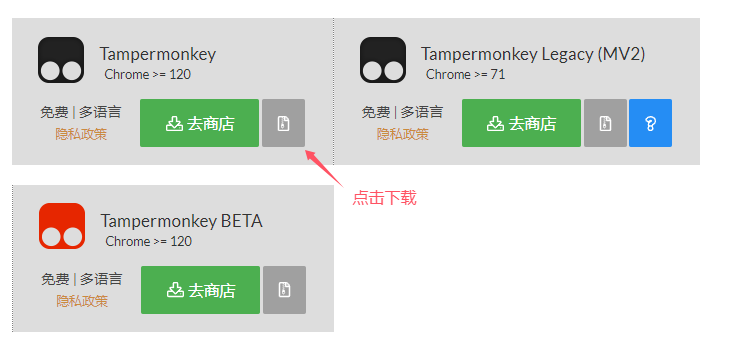 Tampermonkey
Chrome >= 120
免费 | 多语言
隐私政策
去商店
Tampermonkey Legacy (MV2)
Chrome >= 71
免费 | 多语言
隐私政策
去商店
点击下载
Tampermonkey BETA
Chrome >= 120
免费 | 多语言
隐私政策
去商店